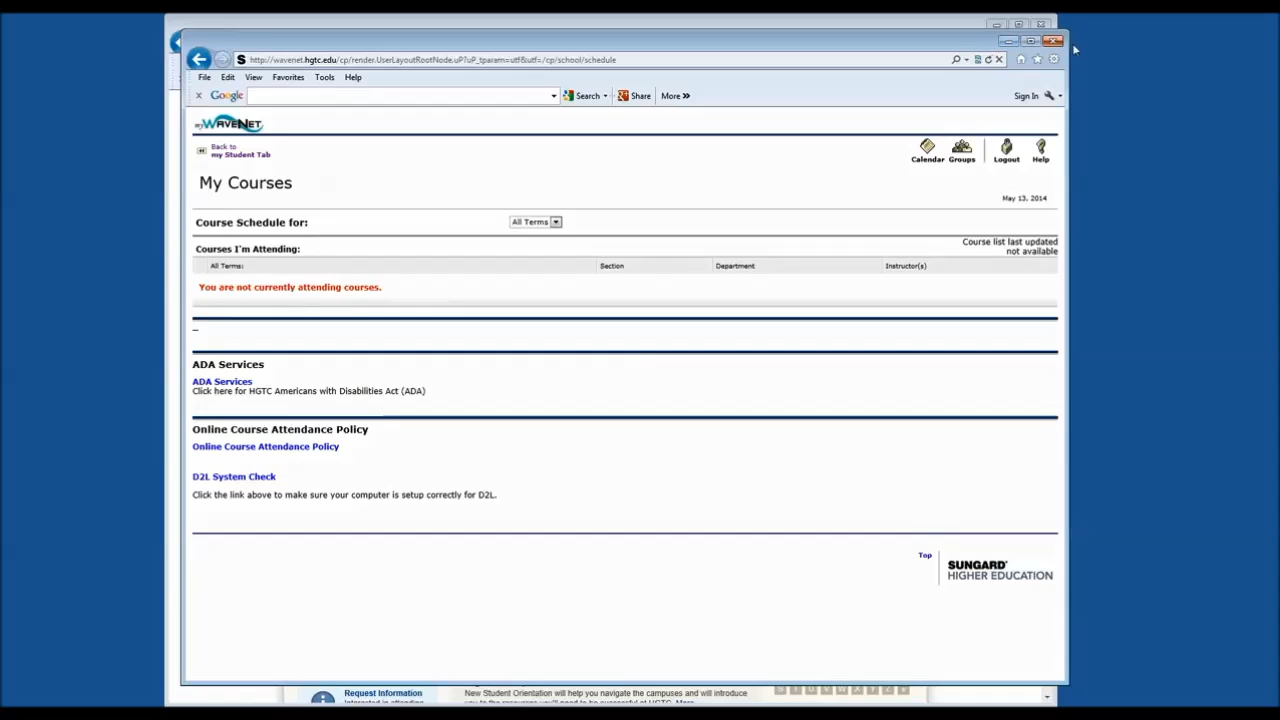 http://wavenet.hgtc.edu/cp/render.UserLayoutRootNode.uP?uP_tparam=utf&utf=/cp/school/schedule
File Edit View Favorites Tools Help
Google Search Share More » Sign In
my WaveNet
Back to
my Student Tab
Calendar Groups Logout Help
My Courses
May 13, 2014
Course Schedule for: All Terms
Courses I'm Attending:
Course list last updated
not available
All Terms: Section Department Instructor(s)
You are not currently attending courses.
ADA Services
ADA Services
Click here for HGTC Americans with Disabilities Act (ADA)
Online Course Attendance Policy
Online Course Attendance Policy
D2L System Check
Click the link above to make sure your computer is setup correctly for D2L.
Top
SUNGARD
HIGHER EDUCATION
Request Information
New Student Orientation will help you navigate the campuses and will introduce
S T U V W X Y Z #